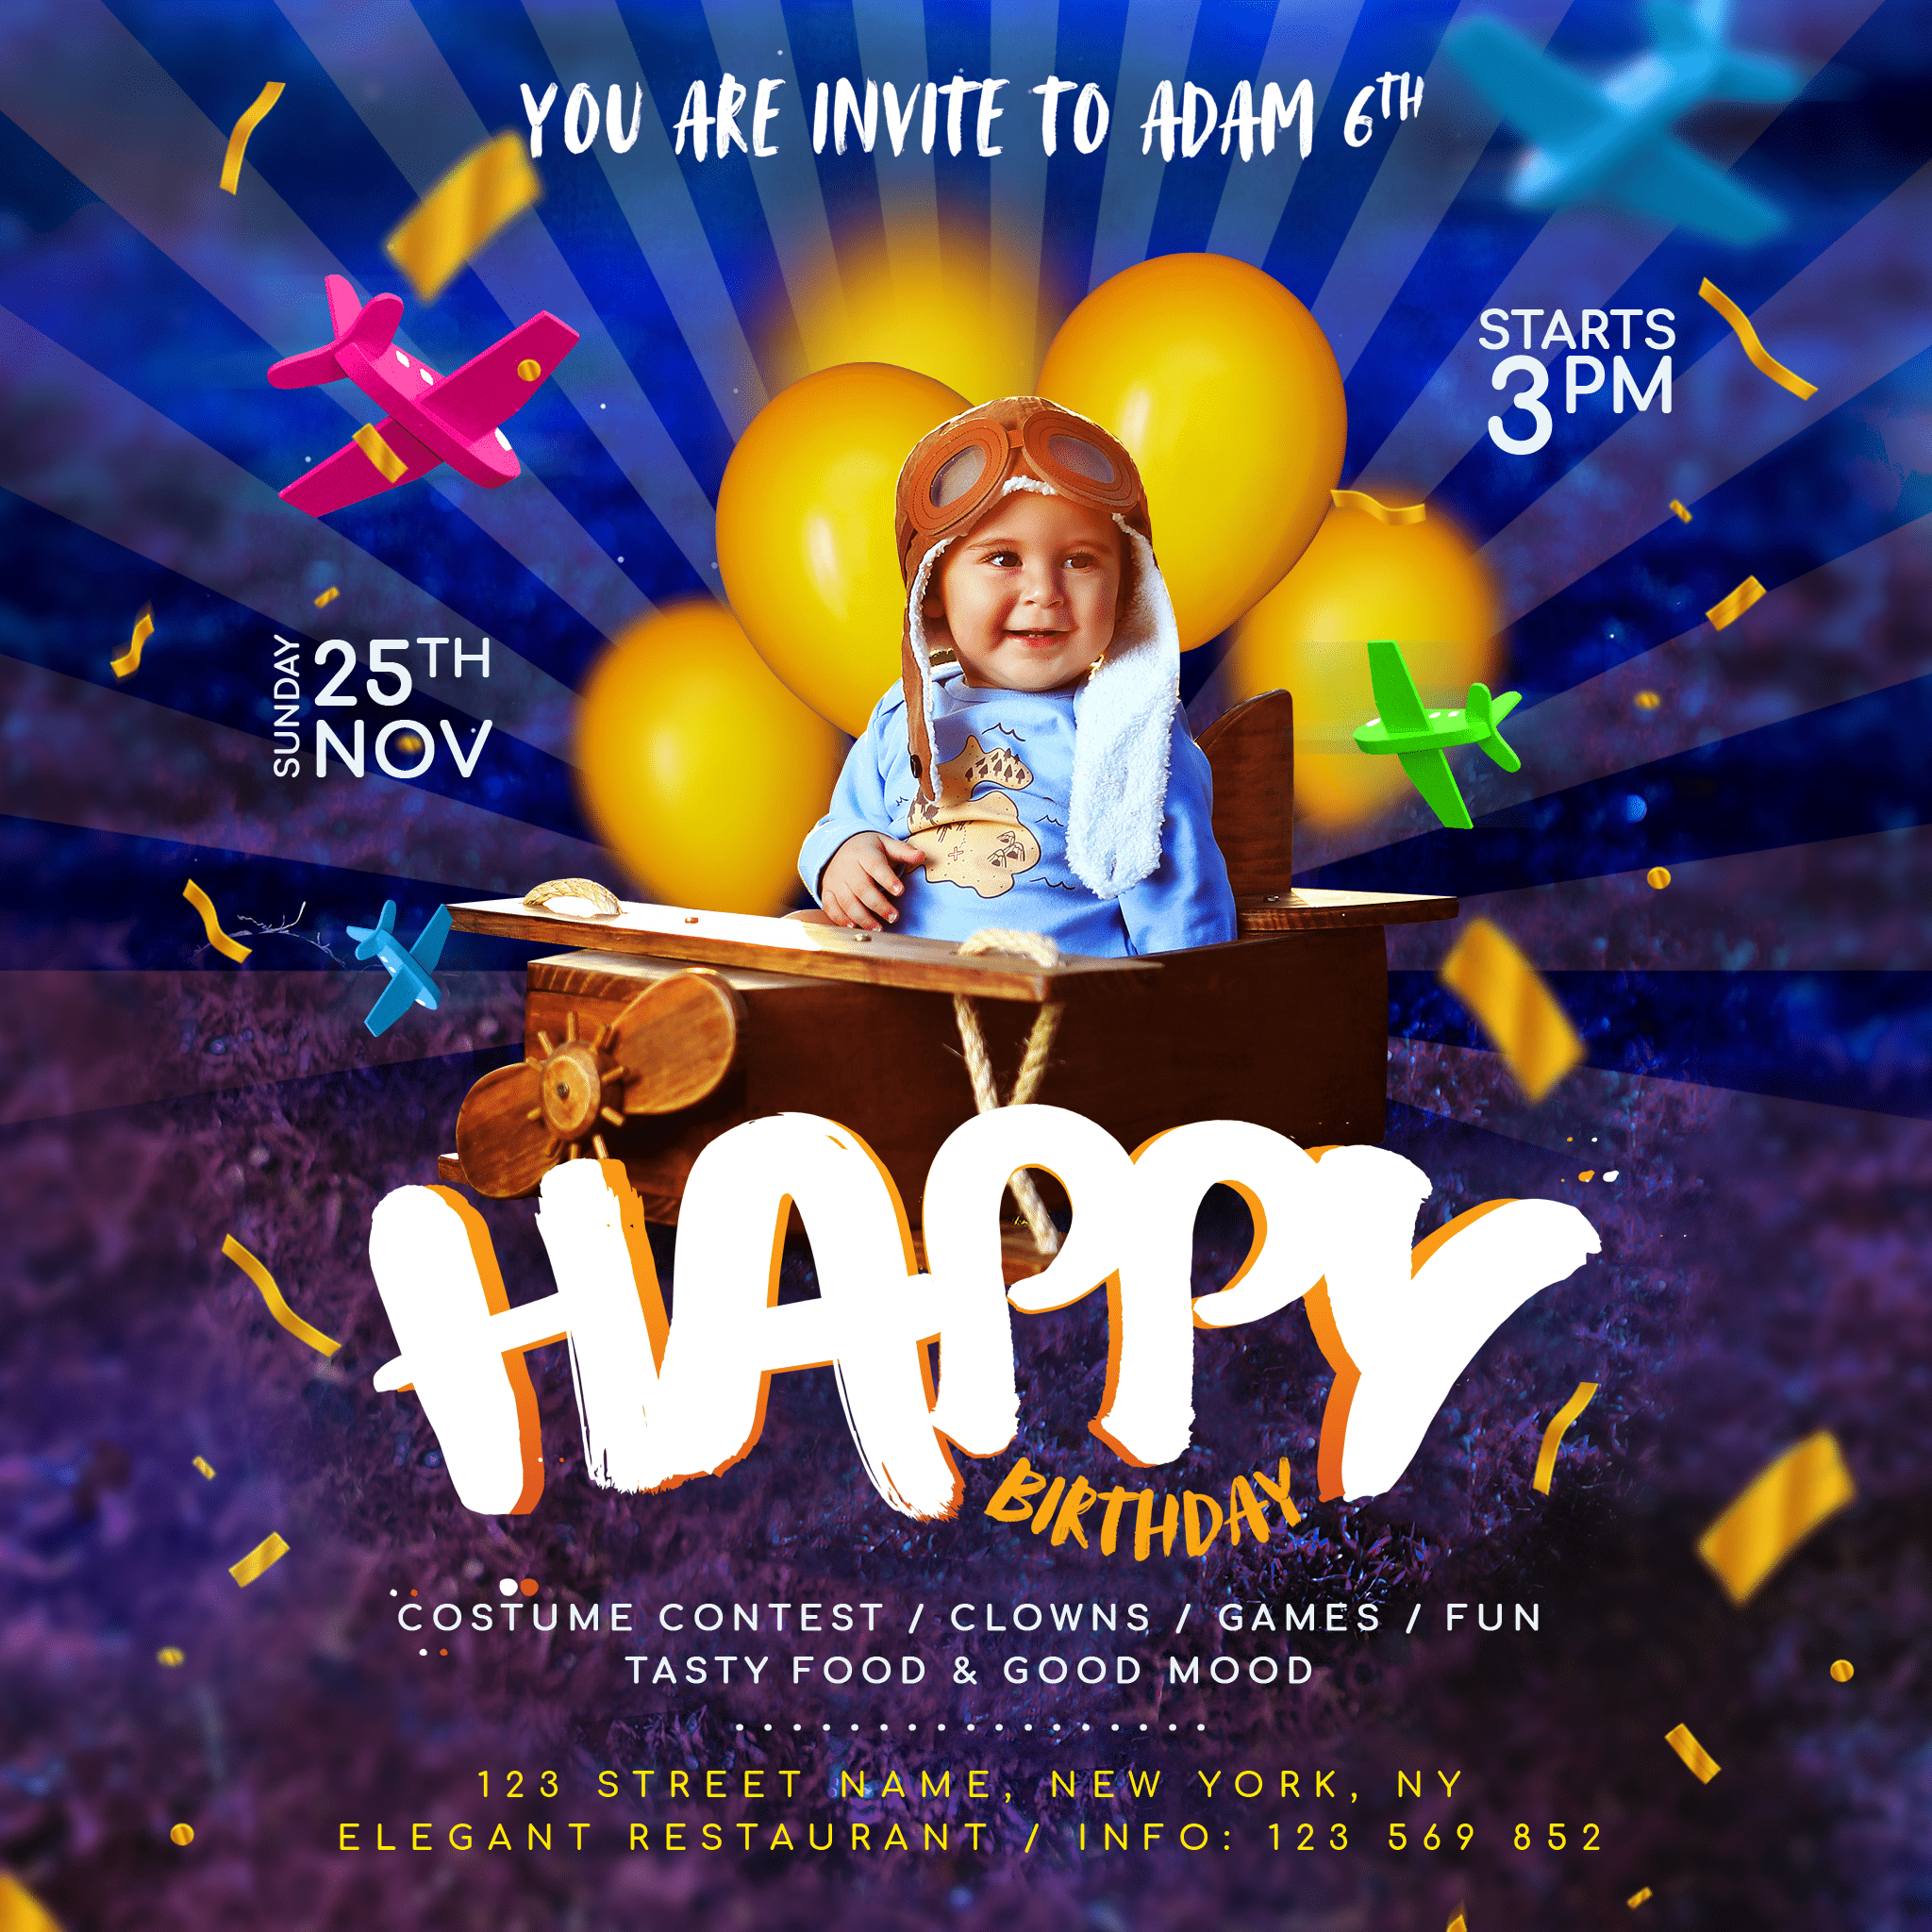 YOU ARE INVITE TO ADAM 6TH
STARTS
3PM
SUNDAY
25TH
NOV
HAPPY
BIRTHDAY
COSTUME CONTEST / CLOWNS / GAMES / FUN
TASTY FOOD & GOOD MOOD
123 STREET NAME, NEW YORK, NY
ELEGANT RESTAURANT / INFO: 123 569 852